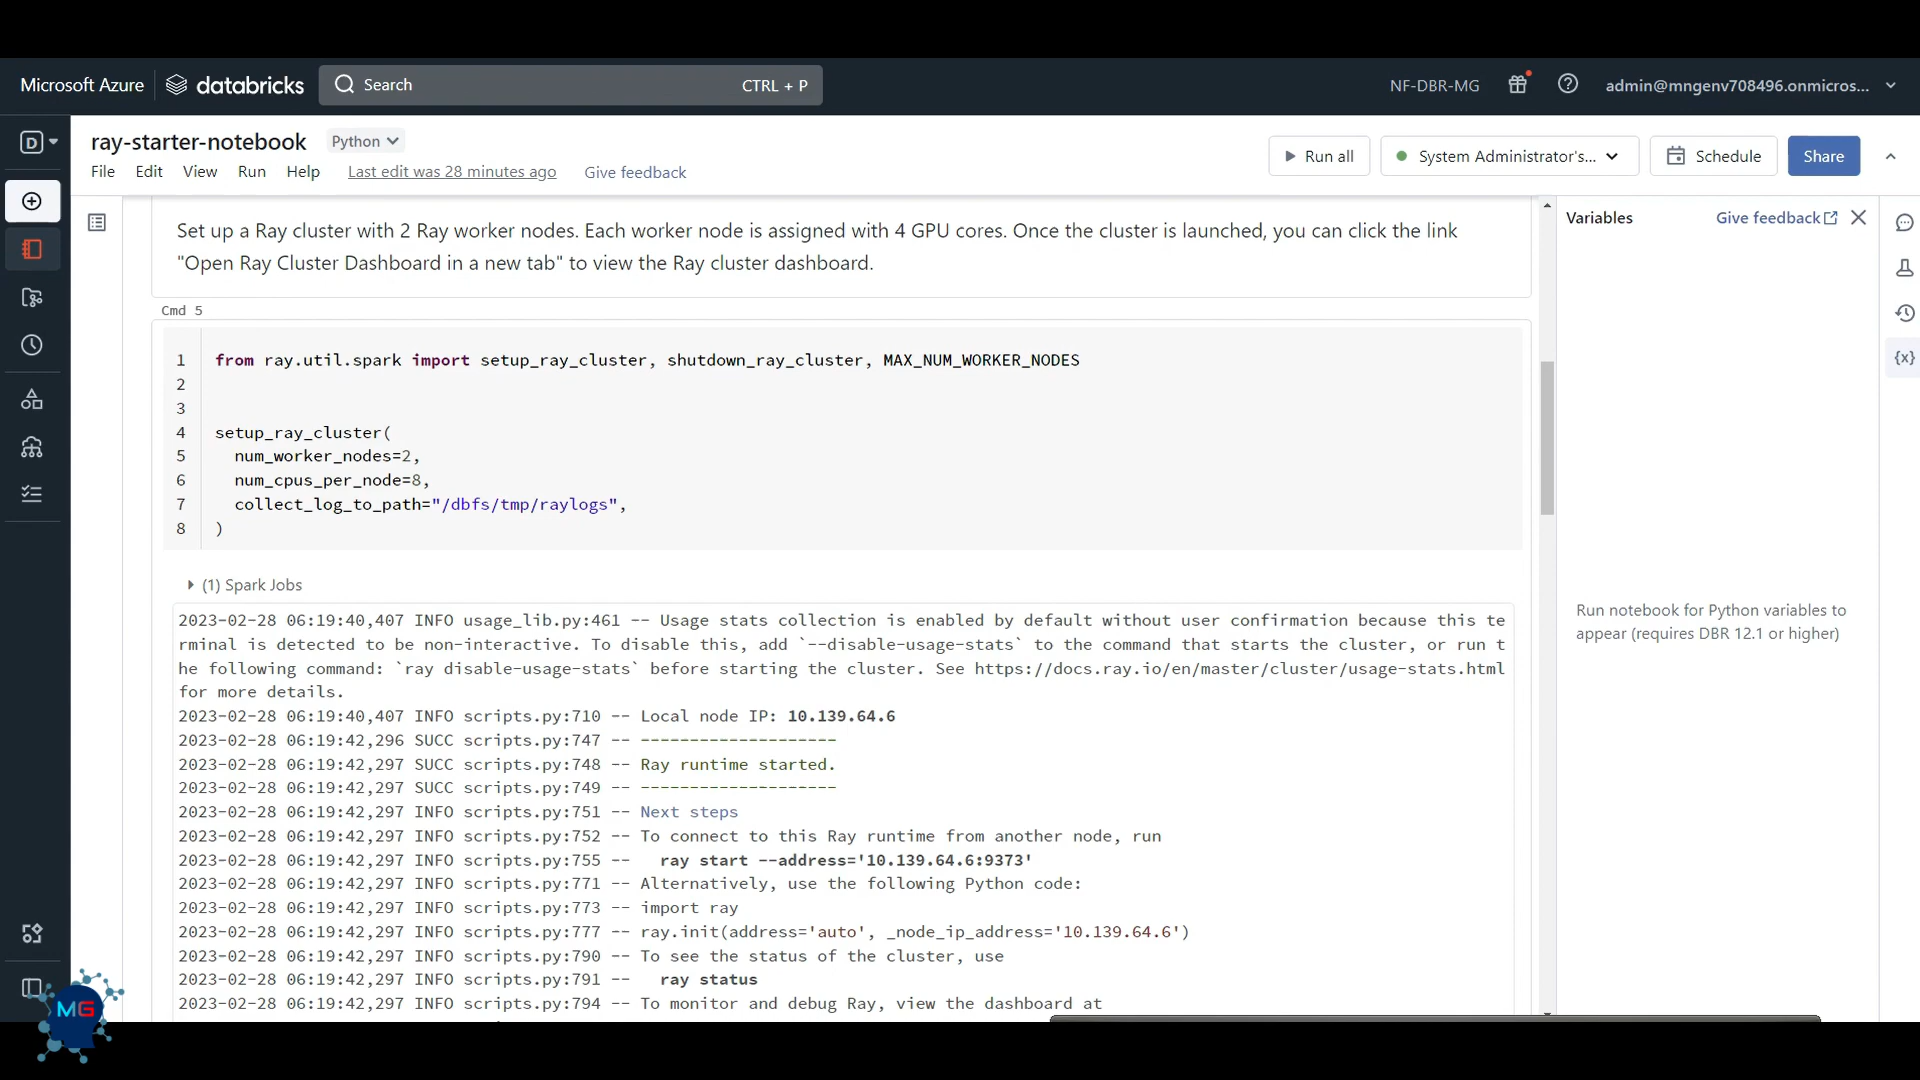 Microsoft Azure databricks Search CTRL + P NF-DBR-MG admin@mngenv708496.onmicros...
D
ray-starter-notebook Python
File Edit View Run Help Last edit was 28 minutes ago Give feedback
Run all System Administrator's... Schedule Share
Set up a Ray cluster with 2 Ray worker nodes. Each worker node is assigned with 4 GPU cores. Once the cluster is launched, you can click the link
"Open Ray Cluster Dashboard in a new tab" to view the Ray cluster dashboard.
Cmd 5
1 from ray.util.spark import setup_ray_cluster, shutdown_ray_cluster, MAX_NUM_WORKER_NODES
2
3
4 setup_ray_cluster(
5 num_worker_nodes=2,
6 num_cpus_per_node=8,
7 collect_log_to_path="/dbfs/tmp/raylogs",
8 )
(1) Spark Jobs
2023-02-28 06:19:40,407 INFO usage_lib.py:461 -- Usage stats collection is enabled by default without user confirmation because this te
rminal is detected to be non-interactive. To disable this, add `--disable-usage-stats` to the command that starts the cluster, or run t
he following command: `ray disable-usage-stats` before starting the cluster. See https://docs.ray.io/en/master/cluster/usage-stats.html
for more details.
2023-02-28 06:19:40,407 INFO scripts.py:710 -- Local node IP: 10.139.64.6
2023-02-28 06:19:42,296 SUCC scripts.py:747 -- --------------------
2023-02-28 06:19:42,297 SUCC scripts.py:748 -- Ray runtime started.
2023-02-28 06:19:42,297 SUCC scripts.py:749 -- --------------------
2023-02-28 06:19:42,297 INFO scripts.py:751 -- Next steps
2023-02-28 06:19:42,297 INFO scripts.py:752 -- To connect to this Ray runtime from another node, run
2023-02-28 06:19:42,297 INFO scripts.py:755 -- ray start --address='10.139.64.6:9373'
2023-02-28 06:19:42,297 INFO scripts.py:771 -- Alternatively, use the following Python code:
2023-02-28 06:19:42,297 INFO scripts.py:773 -- import ray
2023-02-28 06:19:42,297 INFO scripts.py:777 -- ray.init(address='auto', _node_ip_address='10.139.64.6')
2023-02-28 06:19:42,297 INFO scripts.py:790 -- To see the status of the cluster, use
2023-02-28 06:19:42,297 INFO scripts.py:791 -- ray status
2023-02-28 06:19:42,297 INFO scripts.py:794 -- To monitor and debug Ray, view the dashboard at
Variables Give feedback
{x}
Run notebook for Python variables to
appear (requires DBR 12.1 or higher)
MG